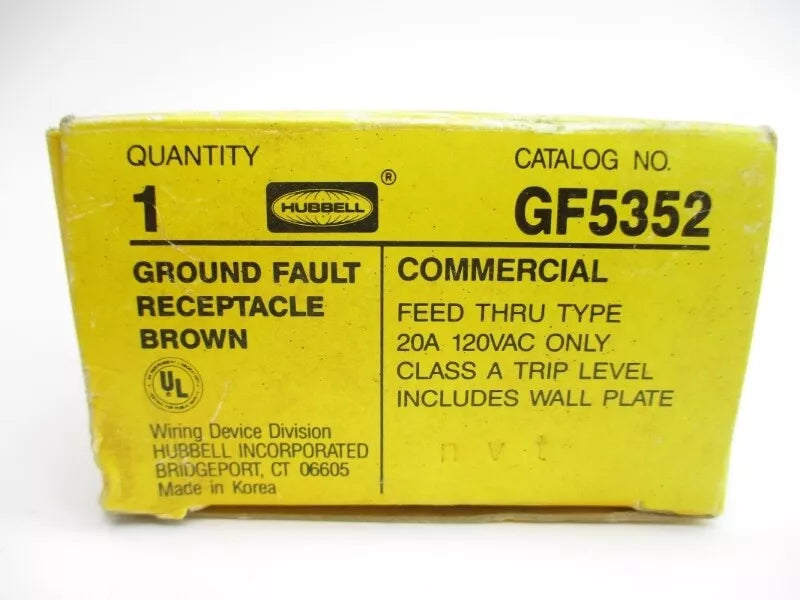 QUANTITY
1
HUBBELL ®
CATALOG NO.
GF5352
GROUND FAULT
RECEPTACLE
BROWN
UL
Wiring Device Division
HUBBELL INCORPORATED
BRIDGEPORT, CT 06605
Made in Korea
COMMERCIAL
FEED THRU TYPE
20A 120VAC ONLY
CLASS A TRIP LEVEL
INCLUDES WALL PLATE
n v t